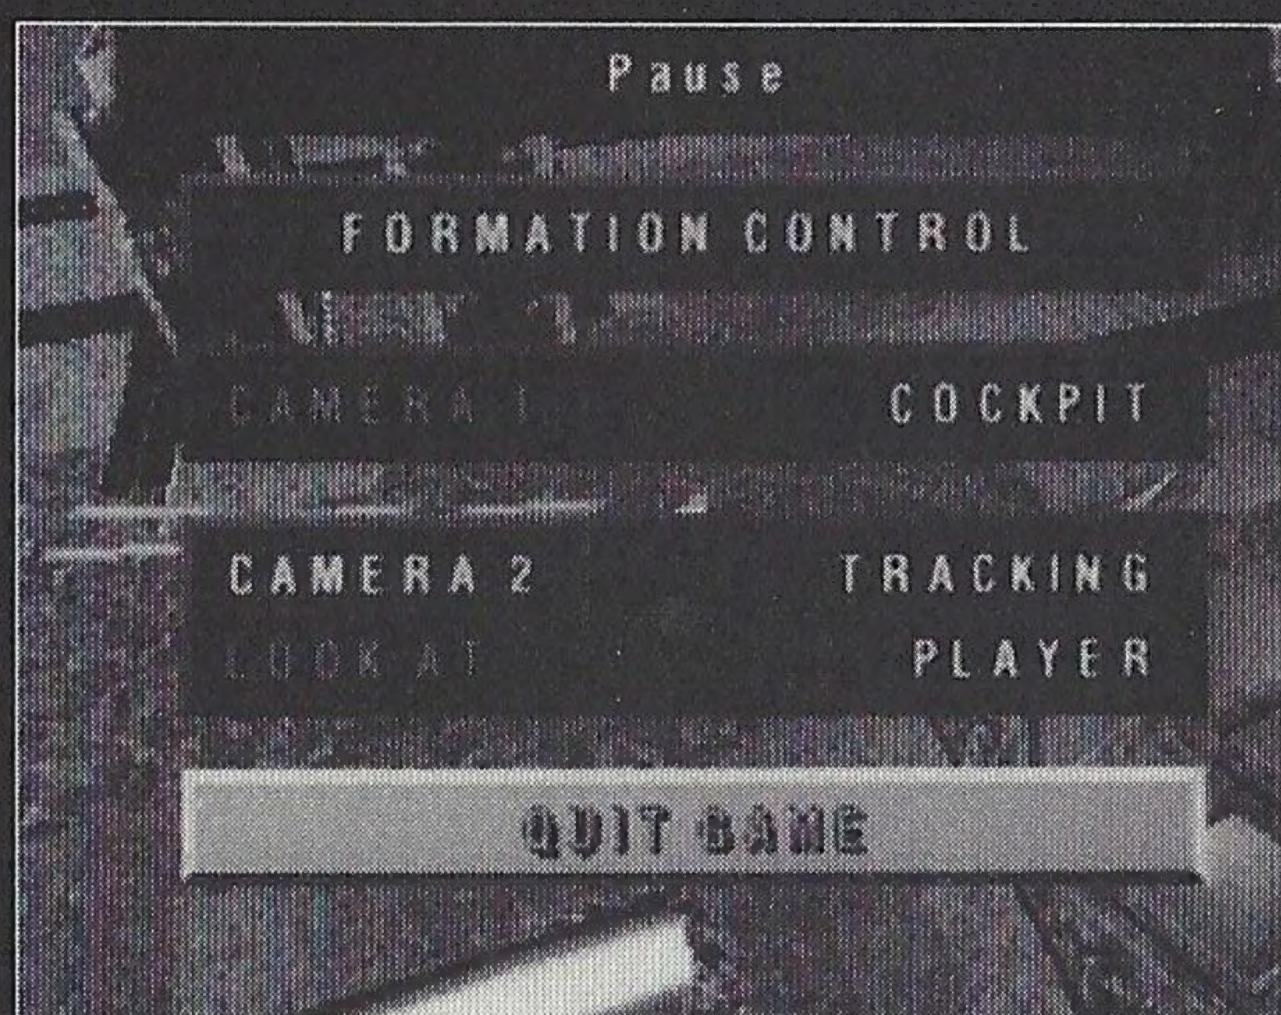 Pause
FORMATION CONTROL
CAMERA 1 COCKPIT
CAMERA 2 TRACKING
LOOK AT PLAYER
QUIT GAME